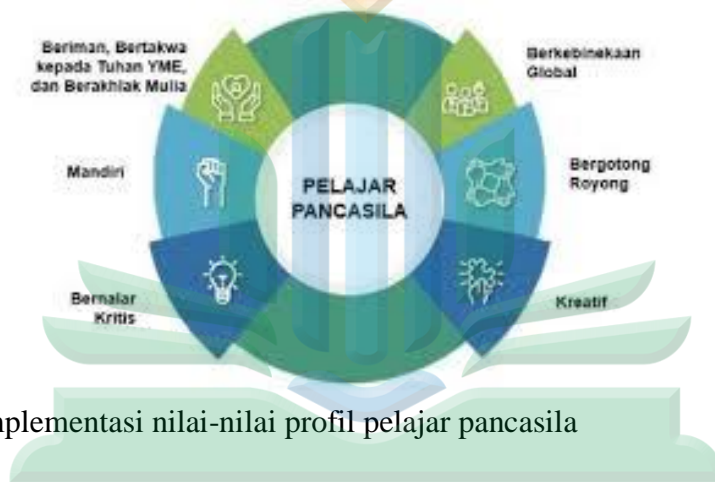 Beriman, Bertakwa
kepada Tuhan YME,
dan Berakhlak Mulia
Berkebinekaan
Global
Mandiri
PELAJAR
PANCASILA
Bergotong
Royong
Bernalar
Kritis
Kreatif
nplementasi nilai-nilai profil pelajar pancasila